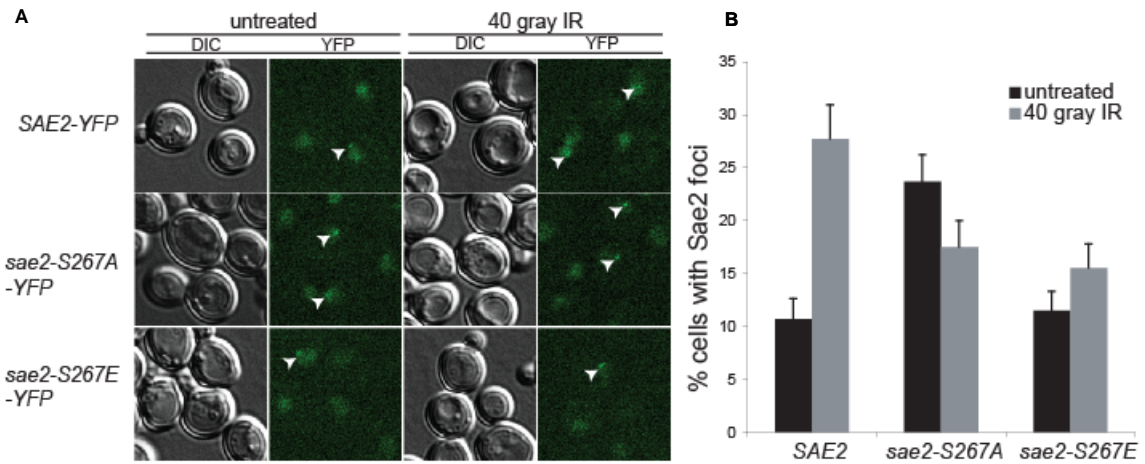 A
untreated
40 gray IR
DIC
YFP
DIC
YFP
SAE2-YFP
sae2-S267A
-YFP
sae2-S267E
-YFP
B
% cells with Sae2 foci
35
30
25
20
15
10
5
0
untreated
40 gray IR
SAE2
sae2-S267A
sae2-S267E